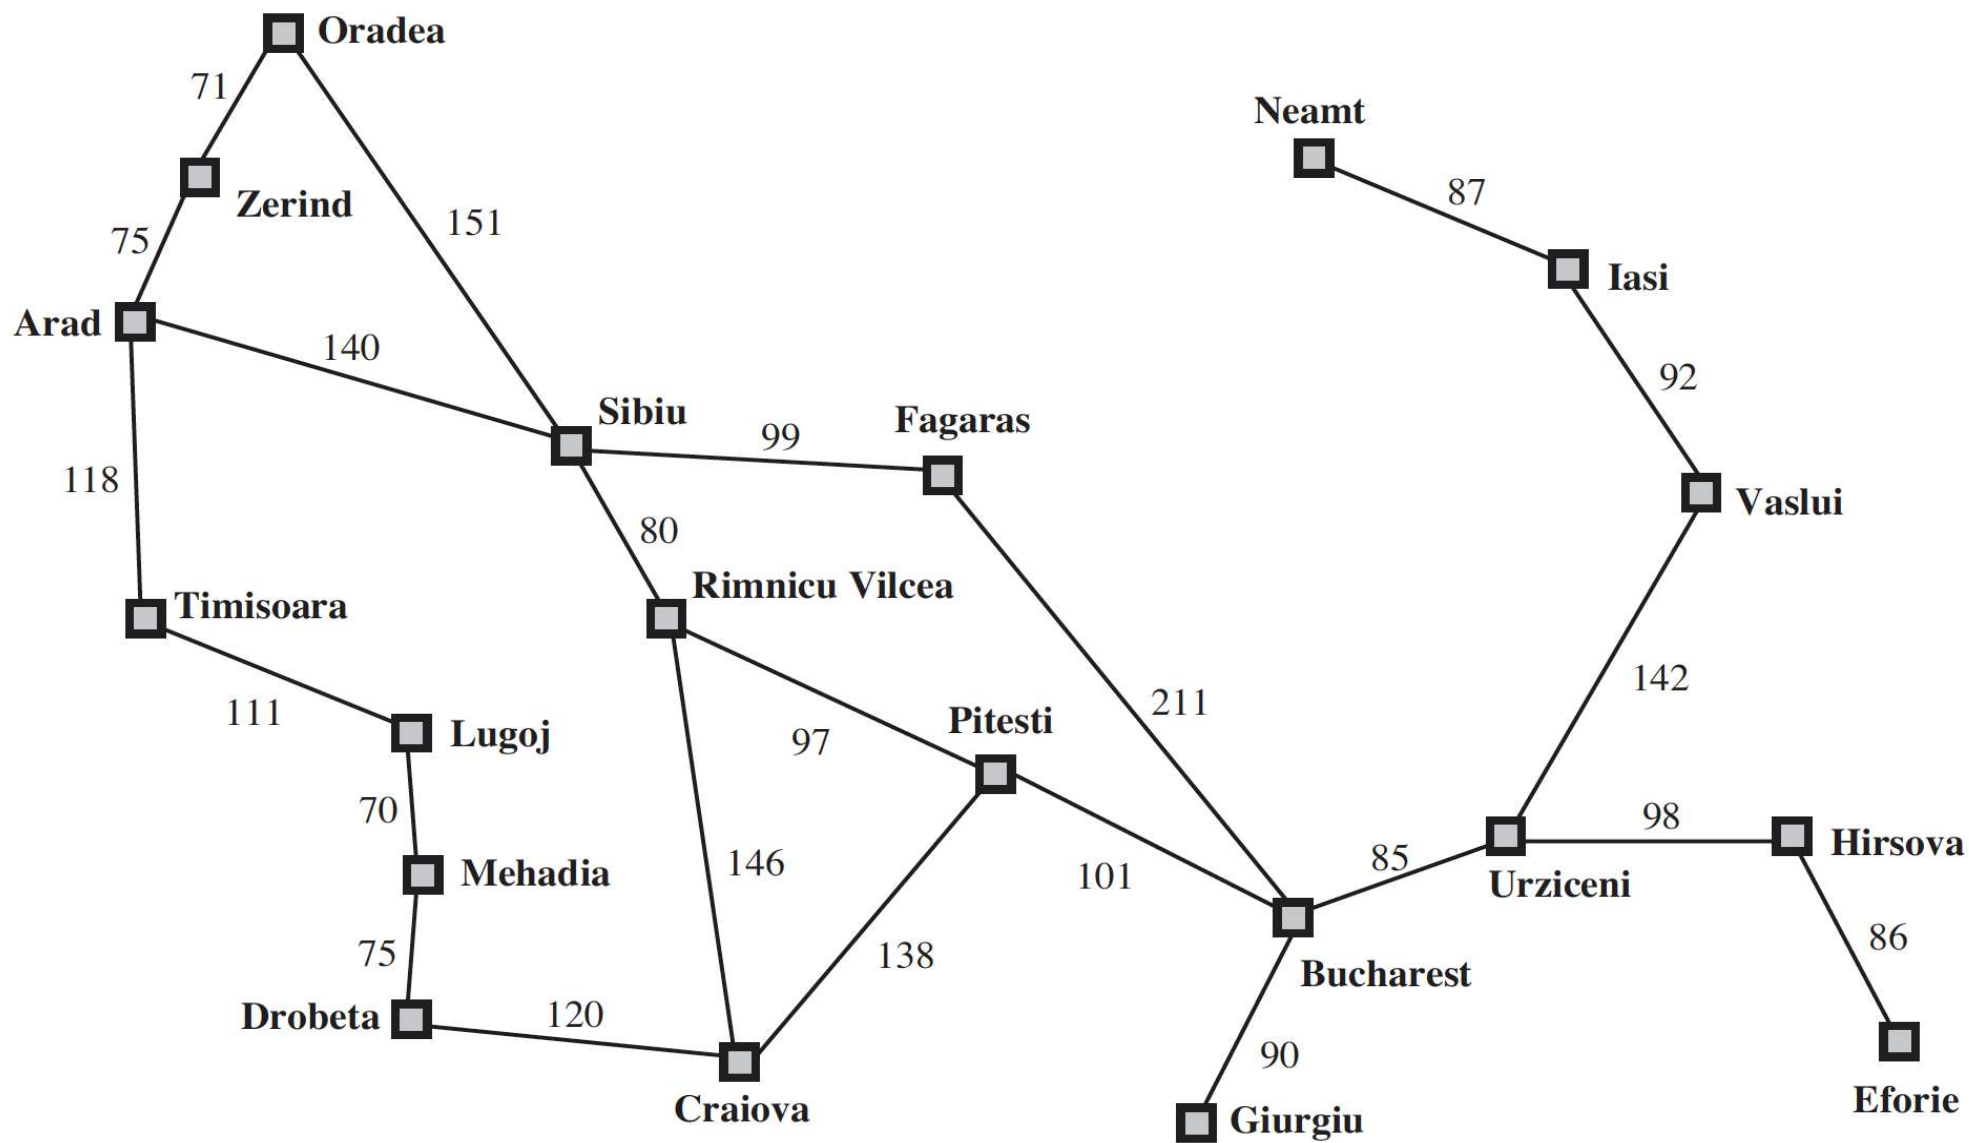 Oradea
71
Neamt
87
Zerind
151
75
Iasi
Arad
140
92
Sibiu
Fagaras
99
118
Vaslui
80
Rimnicu Vilcea
Timisoara
142
211
111
Lugoj
97
Pitesti
70
98
Hirsova
146
85
Mehadia
101
Urziceni
75
138
86
Bucharest
Drobeta
120
90
Craiova
Eforie
Giurgiu